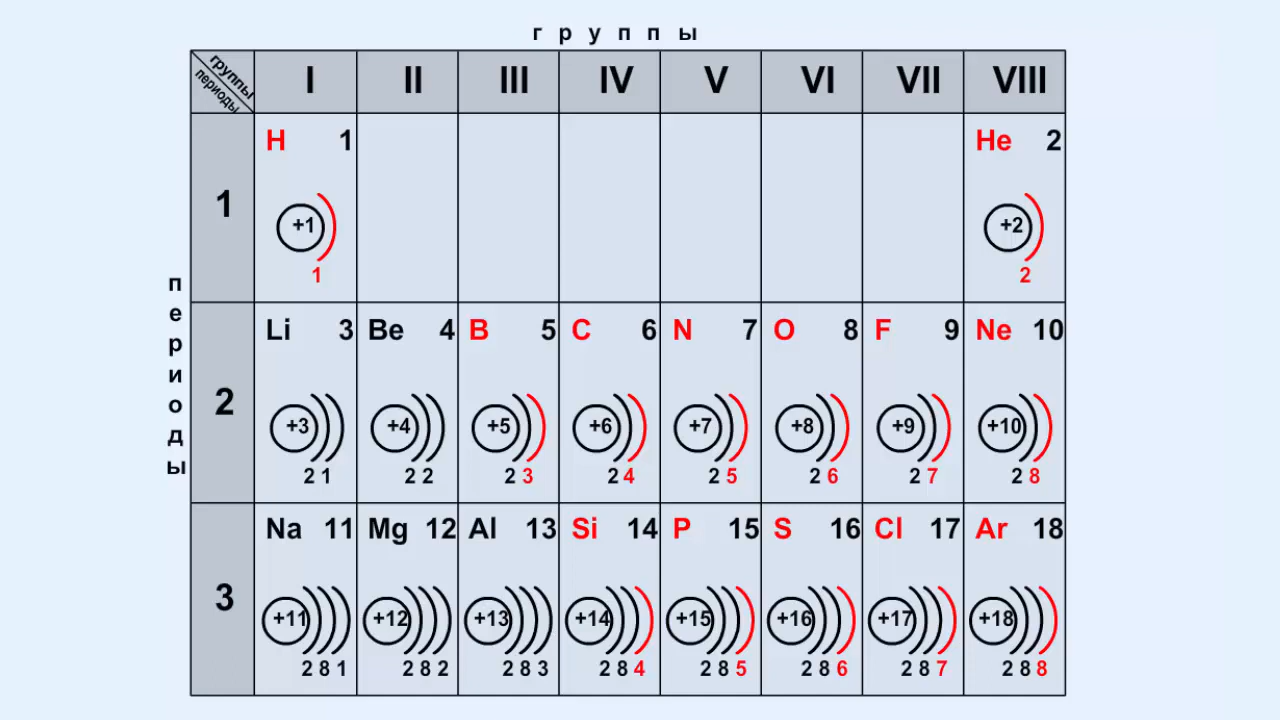 группы
группы
периоды
I II III IV V VI VII VIII
периоды
1
H 1 He 2
+1 +2
1 2
2
Li 3 Be 4 B 5 C 6 N 7 O 8 F 9 Ne 10
+3 +4 +5 +6 +7 +8 +9 +10
2 1 2 2 2 3 2 4 2 5 2 6 2 7 2 8
3
Na 11 Mg 12 Al 13 Si 14 P 15 S 16 Cl 17 Ar 18
+11 +12 +13 +14 +15 +16 +17 +18
2 8 1 2 8 2 2 8 3 2 8 4 2 8 5 2 8 6 2 8 7 2 8 8